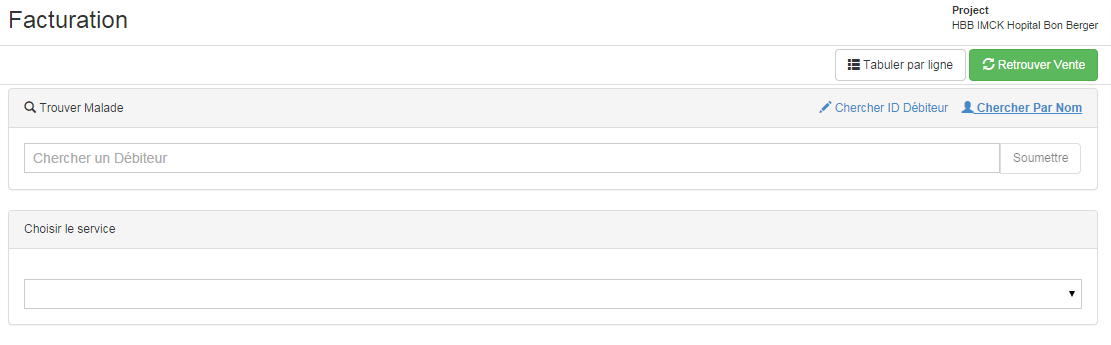 Facturation
Project
HBB IMCK Hopital Bon Berger
Tabuler par ligne
Retrouver Vente
Trouver Malade
Chercher ID Débiteur
Chercher Par Nom
Chercher un Débiteur
Soumettre
Choisir le service